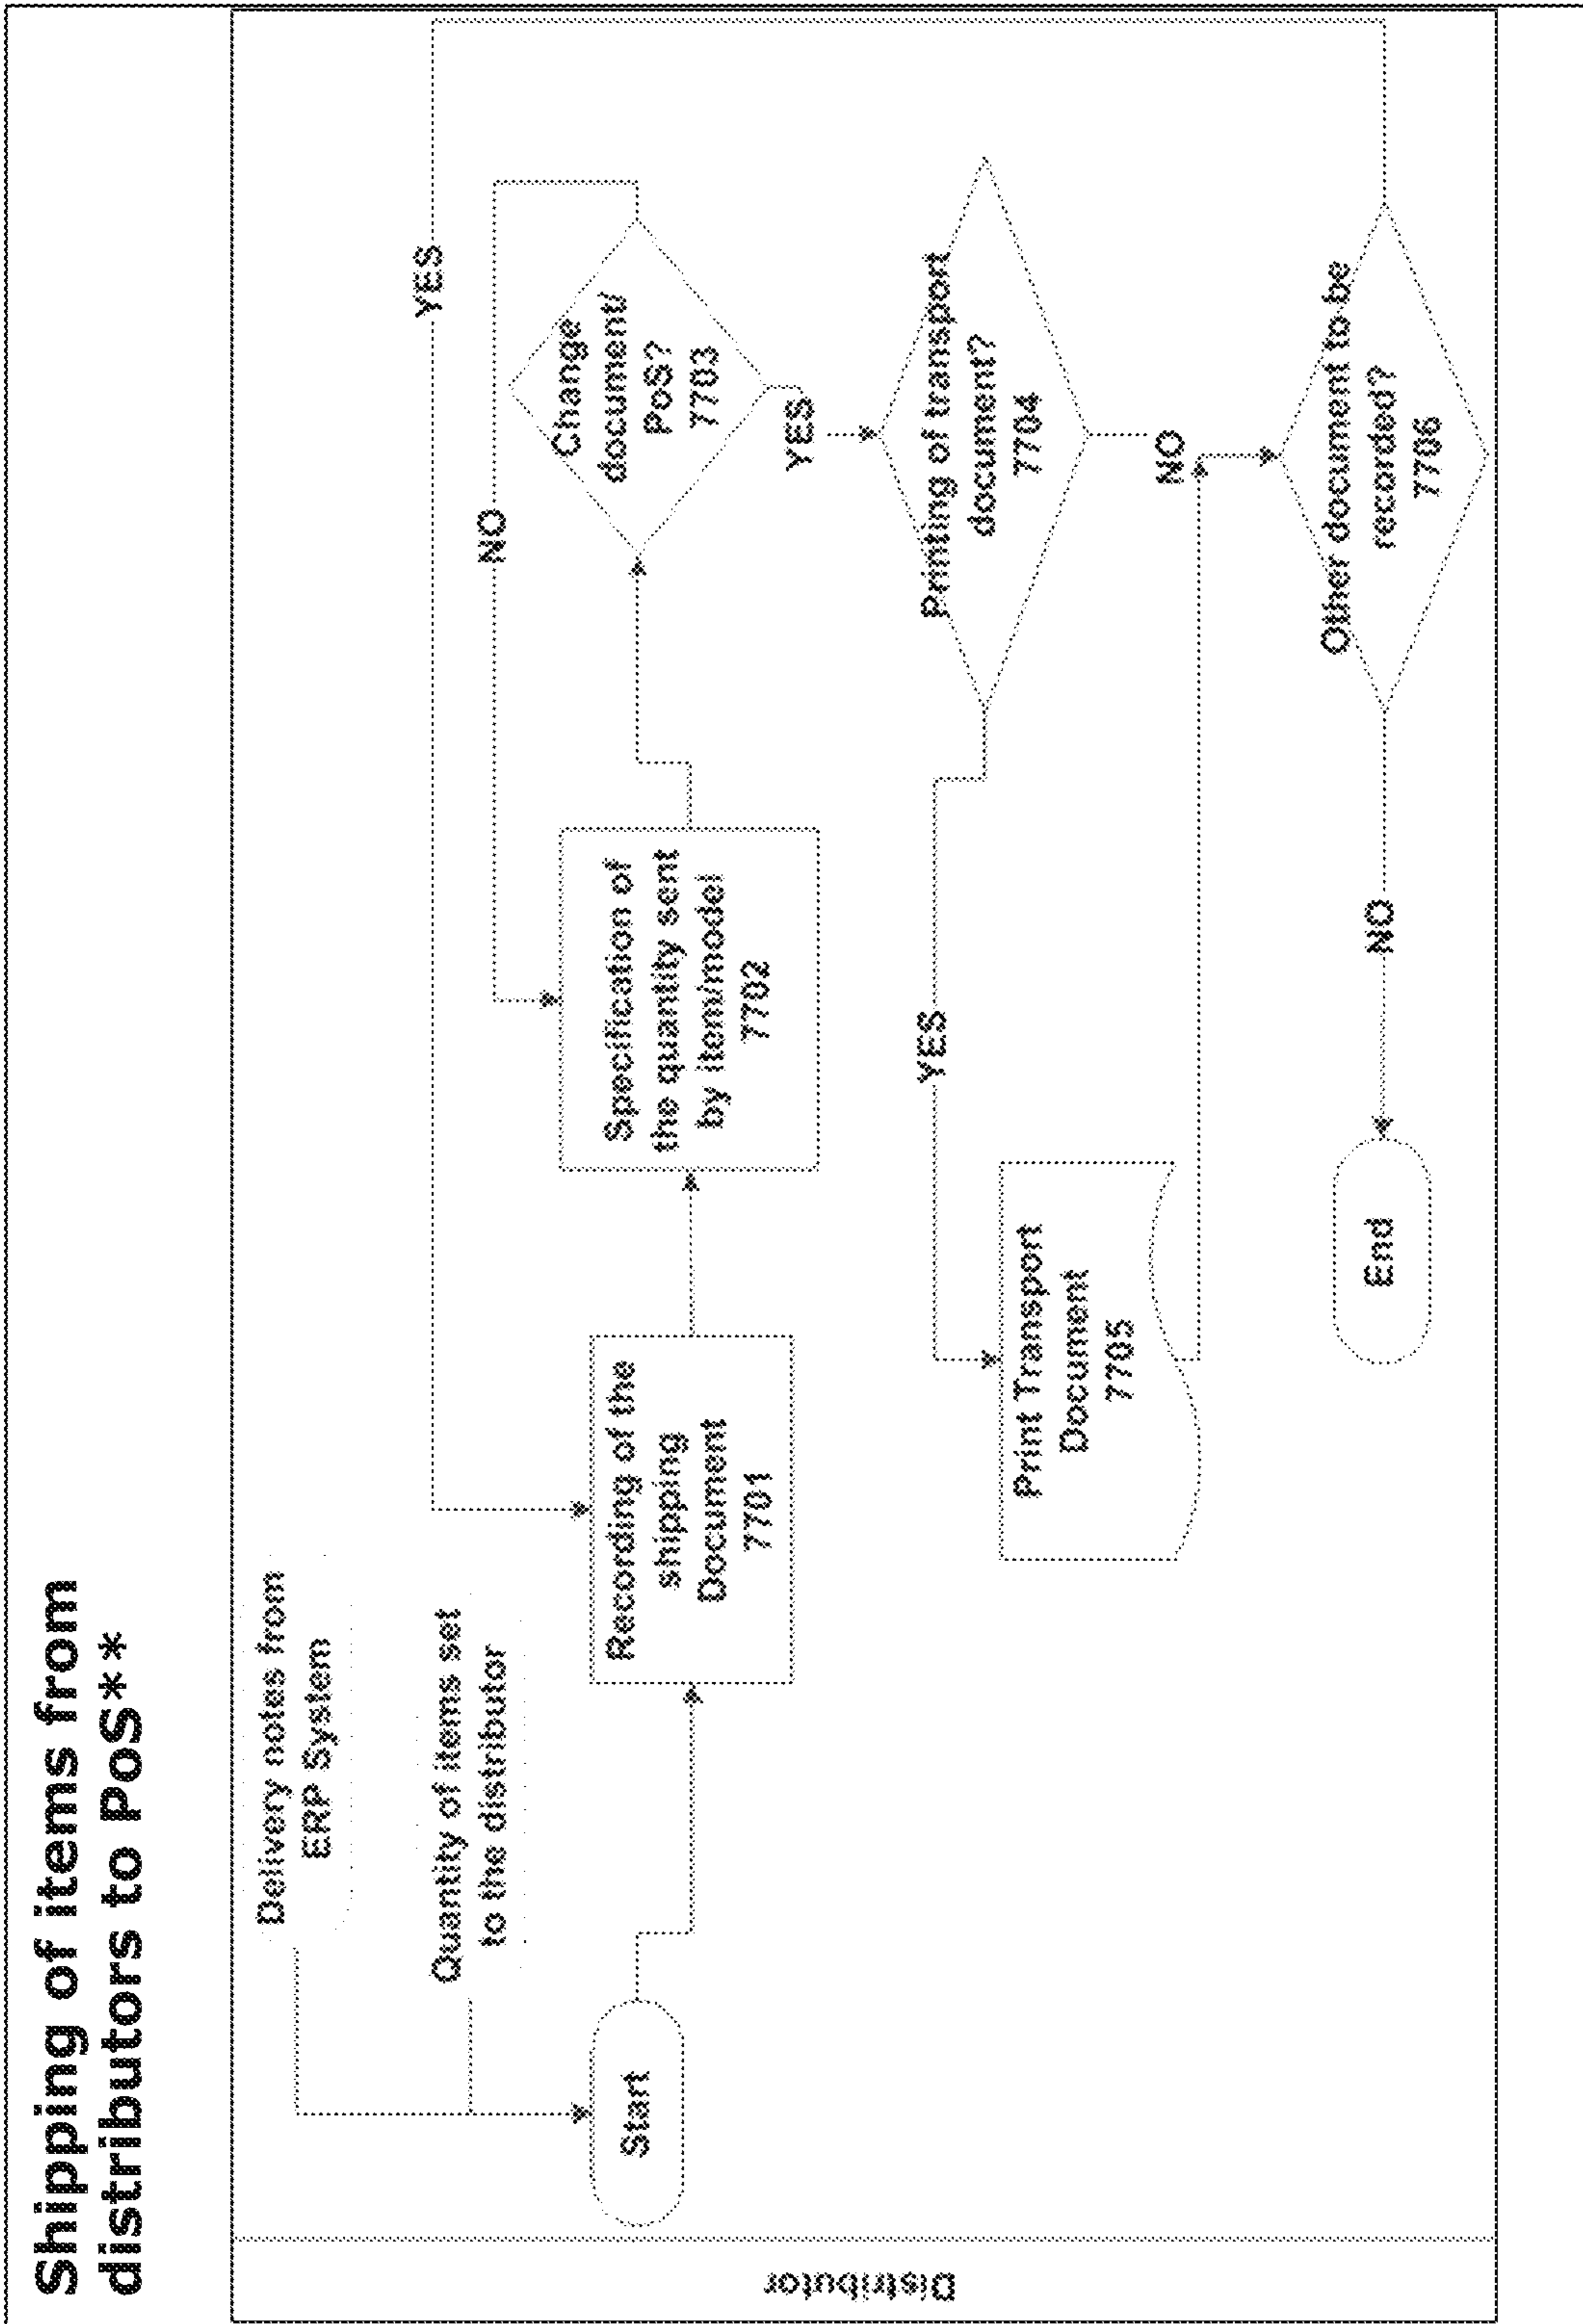 Shipping of items from
distributors to PoS**
Distributor
Delivery notes from
ERP System
Quantity of items set
to the distributor
Start
Recording of the
shipping
Document
7701
Specification of
the quantity sent
by item/model
7702
Change
document/
PoS?
7703
NO
YES
YES
Printing of transport
document?
7704
YES
NO
Print Transport
Document
7705
Other document to be
recorded?
7706
NO
End